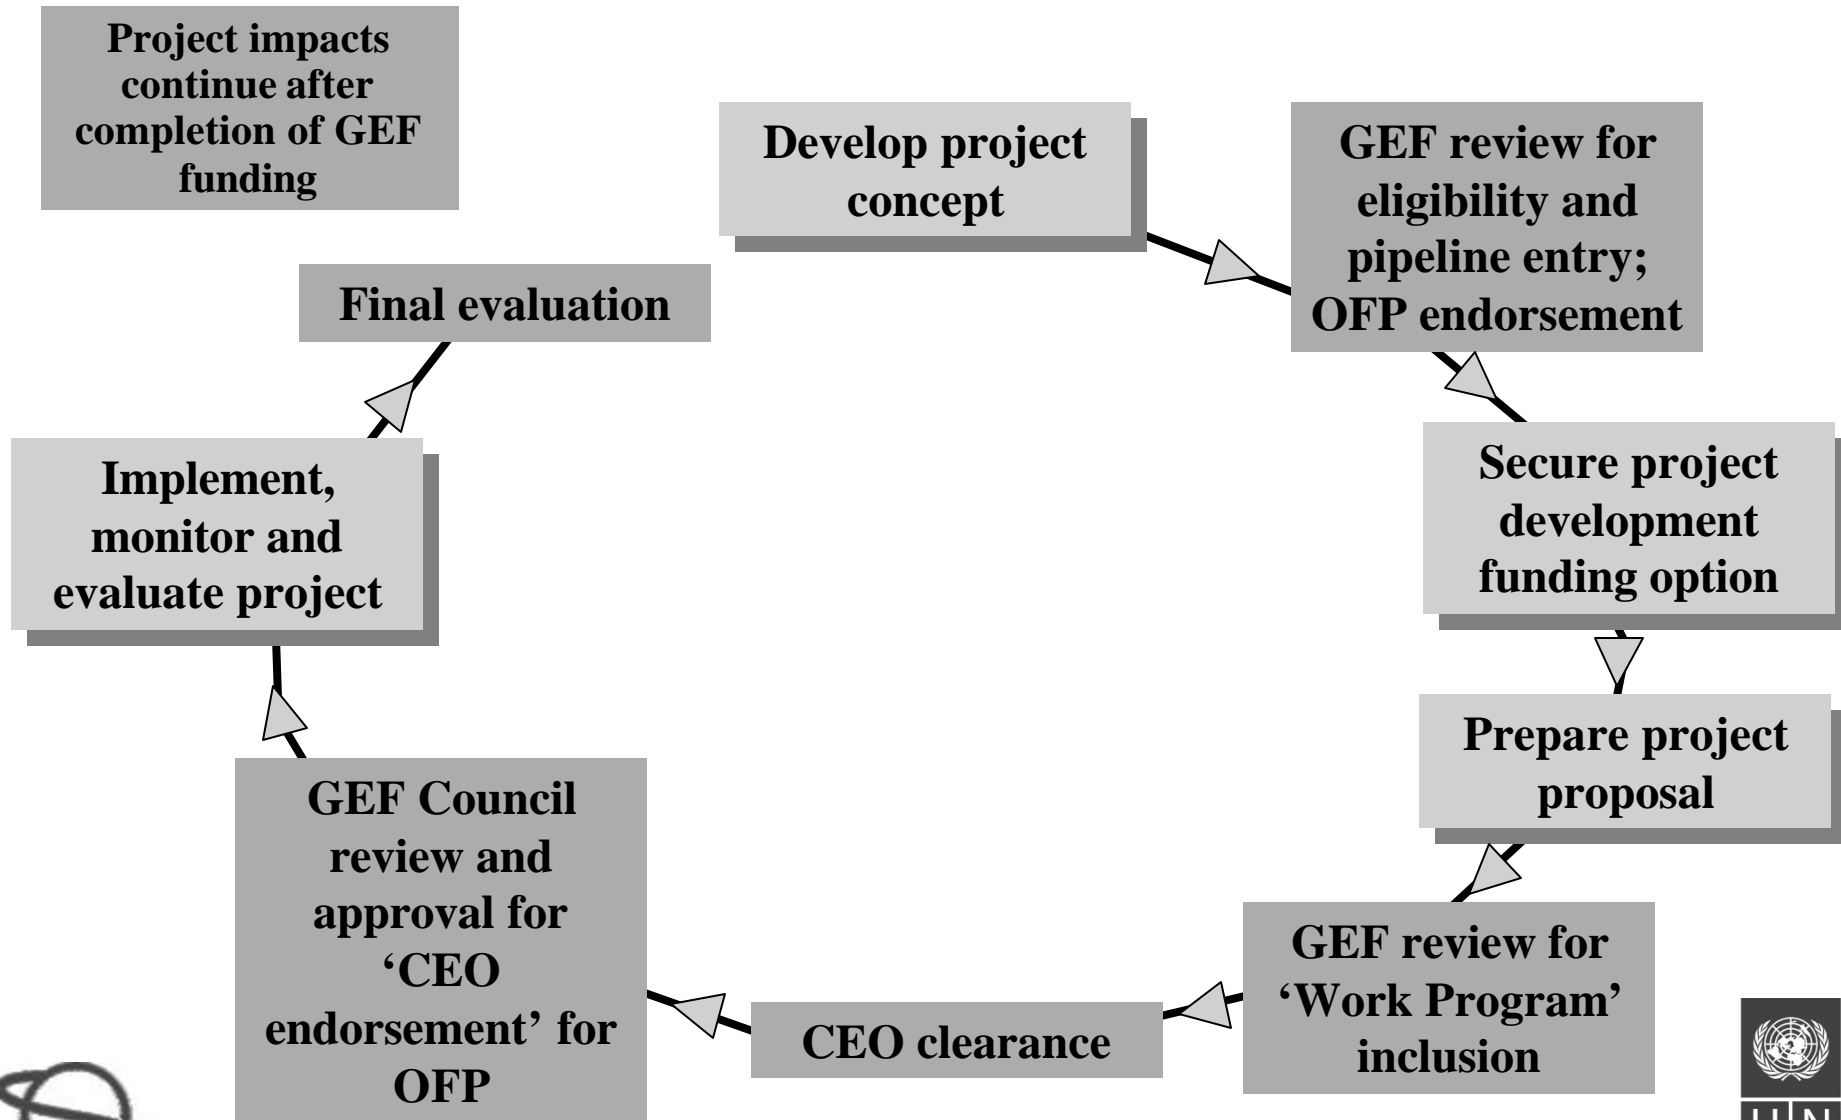 Project impacts
continue after
completion of GEF
funding
Develop project
concept
GEF review for
eligibility and
pipeline entry;
OFP endorsement
Final evaluation
Implement,
monitor and
evaluate project
Secure project
development
funding option
Prepare project
proposal
GEF Council
review and
approval for
‘CEO
endorsement’ for
OFP
CEO clearance
GEF review for
‘Work Program’
inclusion
U N